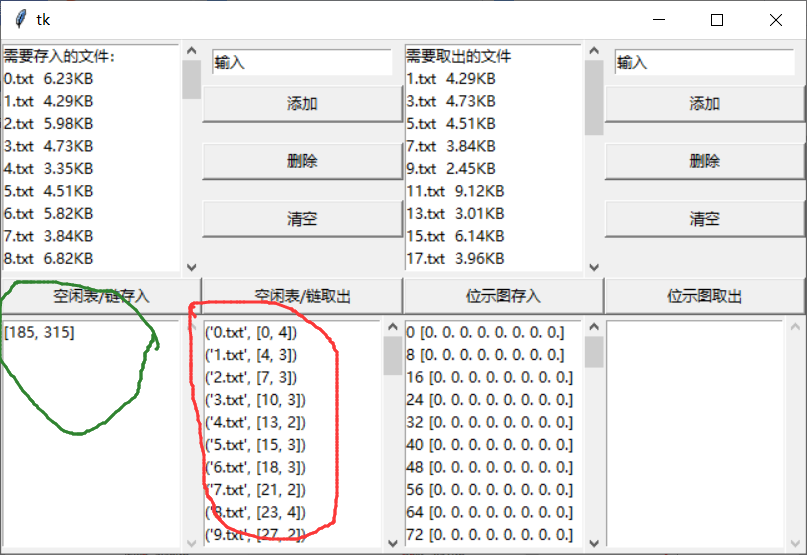 tk
需要存入的文件:
0.txt  6.23KB
1.txt  4.29KB
2.txt  5.98KB
3.txt  4.73KB
4.txt  3.35KB
5.txt  4.51KB
6.txt  5.82KB
7.txt  3.84KB
8.txt  6.82KB
输入
添加
删除
清空
需要取出的文件
1.txt  4.29KB
3.txt  4.73KB
5.txt  4.51KB
7.txt  3.84KB
9.txt  2.45KB
11.txt  9.12KB
13.txt  3.01KB
15.txt  6.14KB
17.txt  3.96KB
输入
添加
删除
清空
空闲表/链存入
空闲表/链取出
位示图存入
位示图取出
[185, 315]
('0.txt', [0, 4])
('1.txt', [4, 3])
('2.txt', [7, 3])
('3.txt', [10, 3])
('4.txt', [13, 2])
('5.txt', [15, 3])
('6.txt', [18, 3])
('7.txt', [21, 2])
('8.txt', [23, 4])
('9.txt', [27, 2])
0 [0. 0. 0. 0. 0. 0. 0. 0.]
8 [0. 0. 0. 0. 0. 0. 0. 0.]
16 [0. 0. 0. 0. 0. 0. 0. 0.]
24 [0. 0. 0. 0. 0. 0. 0. 0.]
32 [0. 0. 0. 0. 0. 0. 0. 0.]
40 [0. 0. 0. 0. 0. 0. 0. 0.]
48 [0. 0. 0. 0. 0. 0. 0. 0.]
56 [0. 0. 0. 0. 0. 0. 0. 0.]
64 [0. 0. 0. 0. 0. 0. 0. 0.]
72 [0. 0. 0. 0. 0. 0. 0. 0.]